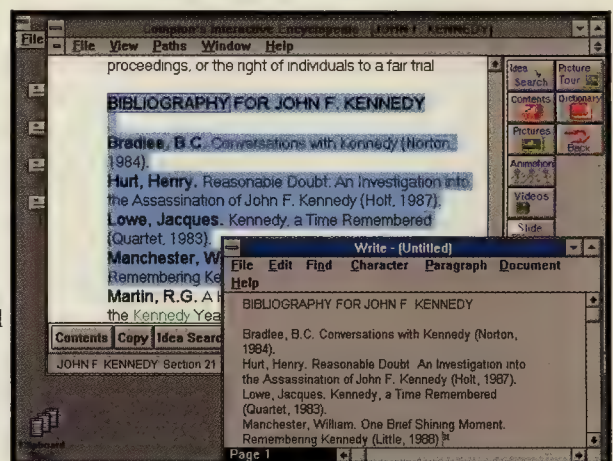 Compton's Interactive Encyclopedia - [JOHN F. KENNEDY]
File
File View Paths Window Help
proceedings, or the right of individuals to a fair trial
BIBLIOGRAPHY FOR JOHN F. KENNEDY
Bradlee, B.C. Conversations with Kennedy (Norton,
1984).
Hurt, Henry. Reasonable Doubt: An Investigation into
the Assassination of John F. Kennedy (Holt, 1987).
Lowe, Jacques. Kennedy, a Time Remembered
(Quartet, 1983).
Manchester, W
Remembering Ke
Martin, R.G. A H
the Kennedy Yea
Contents Copy Idea Searc
JOHN F KENNEDY Section 21
Idea Search
Picture Tour
Contents
Dictionary
Pictures
Back
Animation
Videos
Slide
Write - (Untitled)
File Edit Find Character Paragraph Document
Help
BIBLIOGRAPHY FOR JOHN F KENNEDY
Bradlee, B.C. Conversations with Kennedy (Norton,
1984).
Hurt, Henry. Reasonable Doubt An Investigation into
the Assassination of John F. Kennedy (Holt, 1987).
Lowe, Jacques. Kennedy, a Time Remembered
(Quartet, 1983).
Manchester, William. One Brief Shining Moment.
Remembering Kennedy (Little, 1988)
Page 1
Clipboard